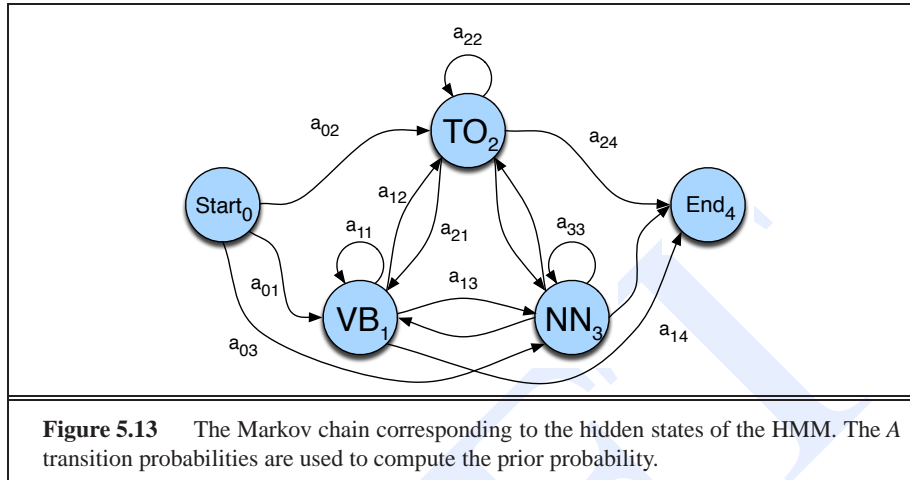 a22
a02
TO2
a24
Start0
a12
End4
a11
a21
a33
a01
a13
VB1
NN3
a03
a14
Figure 5.13 The Markov chain corresponding to the hidden states of the HMM. The A
transition probabilities are used to compute the prior probability.